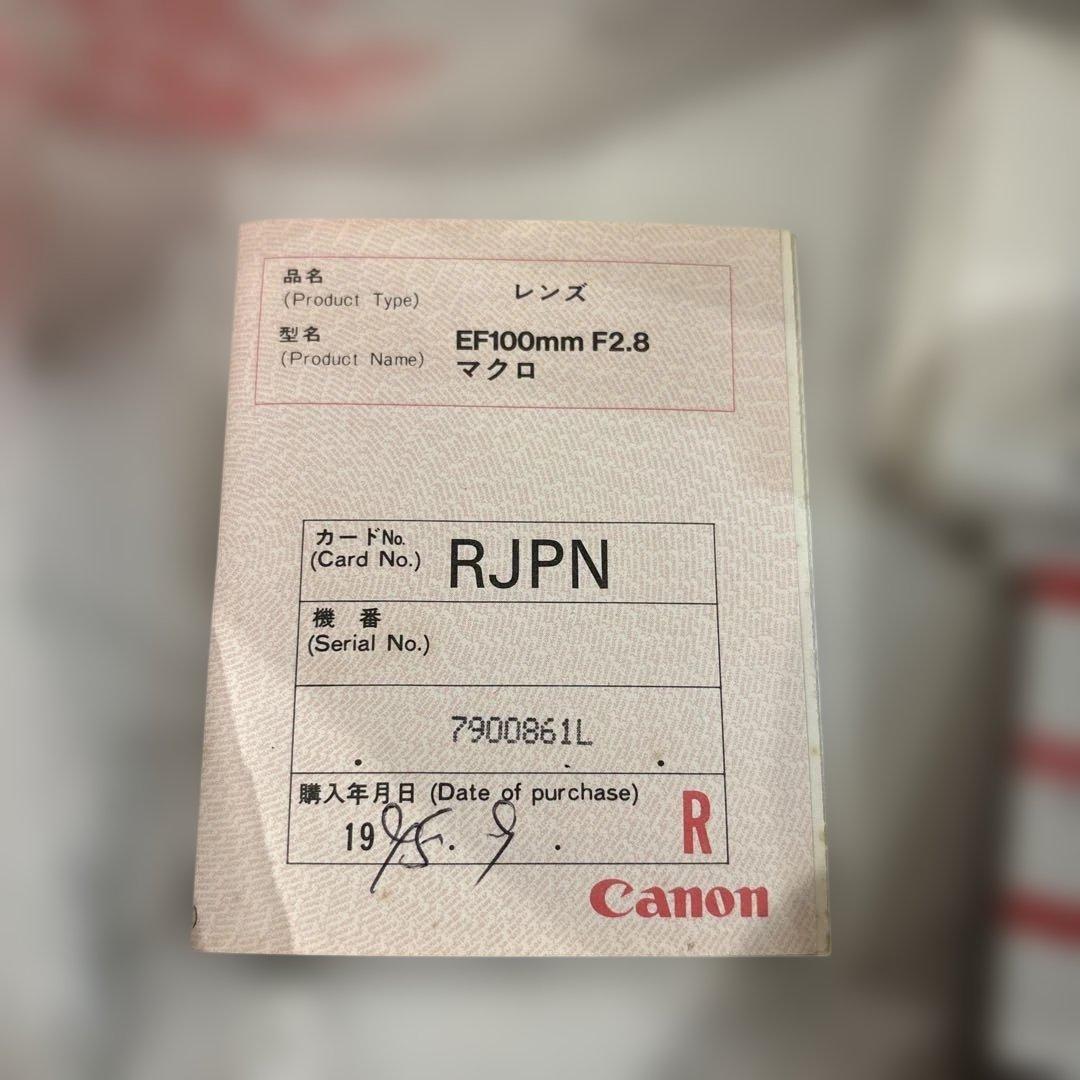 品名
(Product Type)
レンズ
型名
(Product Name)
EF100mm F2.8
マクロ
カードNo.
(Card No.)
RJPN
機 番
(Serial No.)
7900861L
購入年月日 (Date of purchase)
1995. 9 .
R
Canon